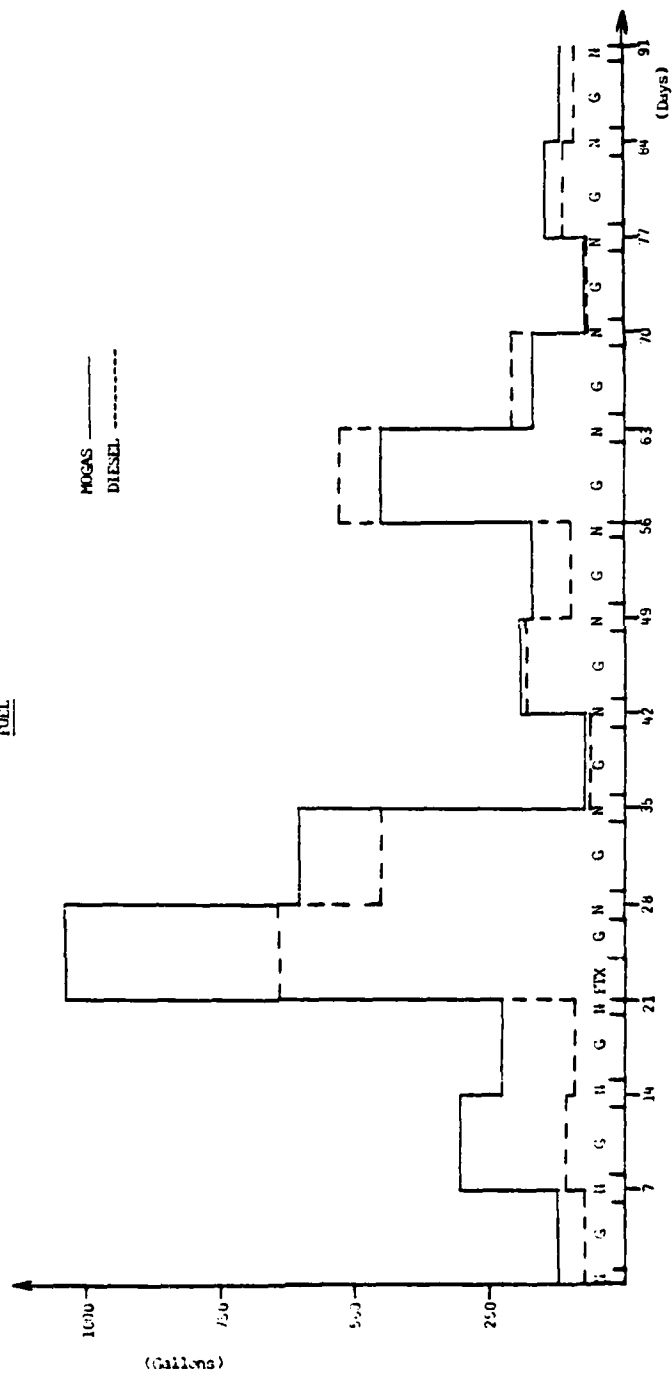 FUEL
MOGAS
DIESEL
(Gallons)
1000
750
500
250
N G N G N G N FTX G N G N G N G N G N G N G N G N G N G N
7 14 21 28 35 42 49 56 63 70 77 84 91
(Days)